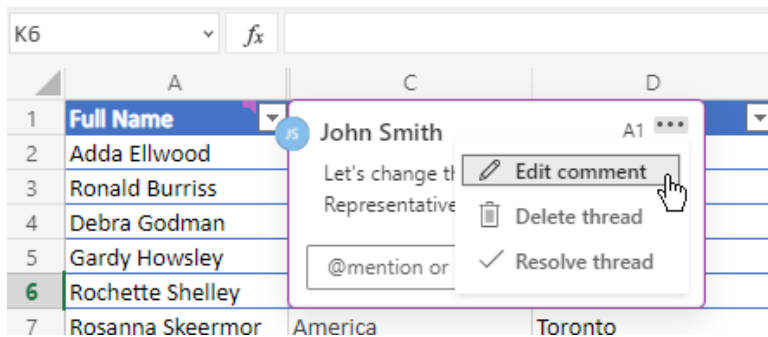 K6 fx
A C D
1 Full Name
JS John Smith A1
2 Adda Ellwood
Let's change
Edit comment
3 Ronald Burriss
Representative
4 Debra Godman
Delete thread
5 Gardy Howsley
@mention or
Resolve thread
6 Rochette Shelley
7 Rosanna Skeermor America Toronto